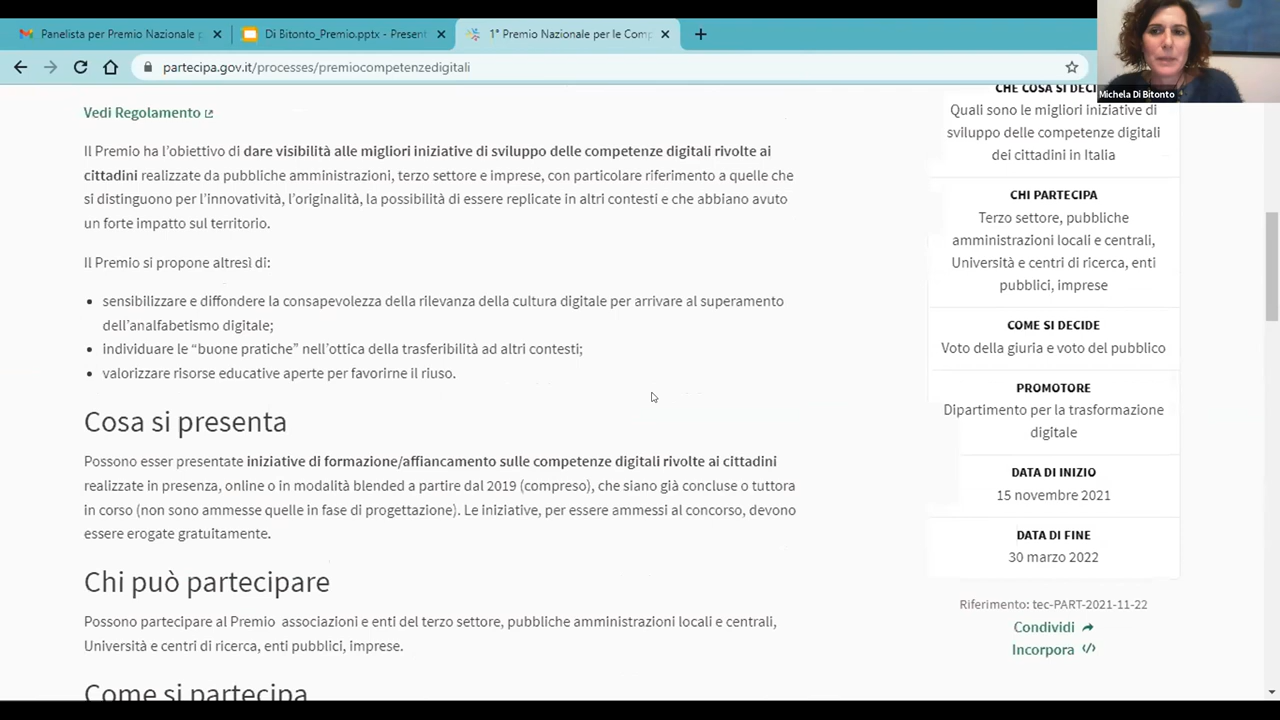 Panelista per Premio Nazionale p
Di Bitonto_Premio.pptx - Present
1° Premio Nazionale per le Comp
partecipa.gov.it/processes/premiocompetenzedigitali
Michela Di Bitonto
Vedi Regolamento
Il Premio ha l’obiettivo di dare visibilità alle migliori iniziative di sviluppo delle competenze digitali rivolte ai
cittadini realizzate da pubbliche amministrazioni, terzo settore e imprese, con particolare riferimento a quelle che
si distinguono per l’innovatività, l’originalità, la possibilità di essere replicate in altri contesti e che abbiano avuto
un forte impatto sul territorio.
Il Premio si propone altresì di:
sensibilizzare e diffondere la consapevolezza della rilevanza della cultura digitale per arrivare al superamento
dell’analfabetismo digitale;
individuare le “buone pratiche” nell’ottica della trasferibilità ad altri contesti;
valorizzare risorse educative aperte per favorirne il riuso.
Cosa si presenta
Possono esser presentate iniziative di formazione/affiancamento sulle competenze digitali rivolte ai cittadini
realizzate in presenza, online o in modalità blended a partire dal 2019 (compreso), che siano già concluse o tuttora
in corso (non sono ammesse quelle in fase di progettazione). Le iniziative, per essere ammessi al concorso, devono
essere erogate gratuitamente.
Chi può partecipare
Possono partecipare al Premio associazioni e enti del terzo settore, pubbliche amministrazioni locali e centrali,
Università e centri di ricerca, enti pubblici, imprese.
Come si partecipa
CHE COSA SI DECI
Quali sono le migliori iniziative di
sviluppo delle competenze digitali
dei cittadini in Italia
CHI PARTECIPA
Terzo settore, pubbliche
amministrazioni locali e centrali,
Università e centri di ricerca, enti
pubblici, imprese
COME SI DECIDE
Voto della giuria e voto del pubblico
PROMOTORE
Dipartimento per la trasformazione
digitale
DATA DI INIZIO
15 novembre 2021
DATA DI FINE
30 marzo 2022
Riferimento: tec-PART-2021-11-22
Condividi
Incorpora